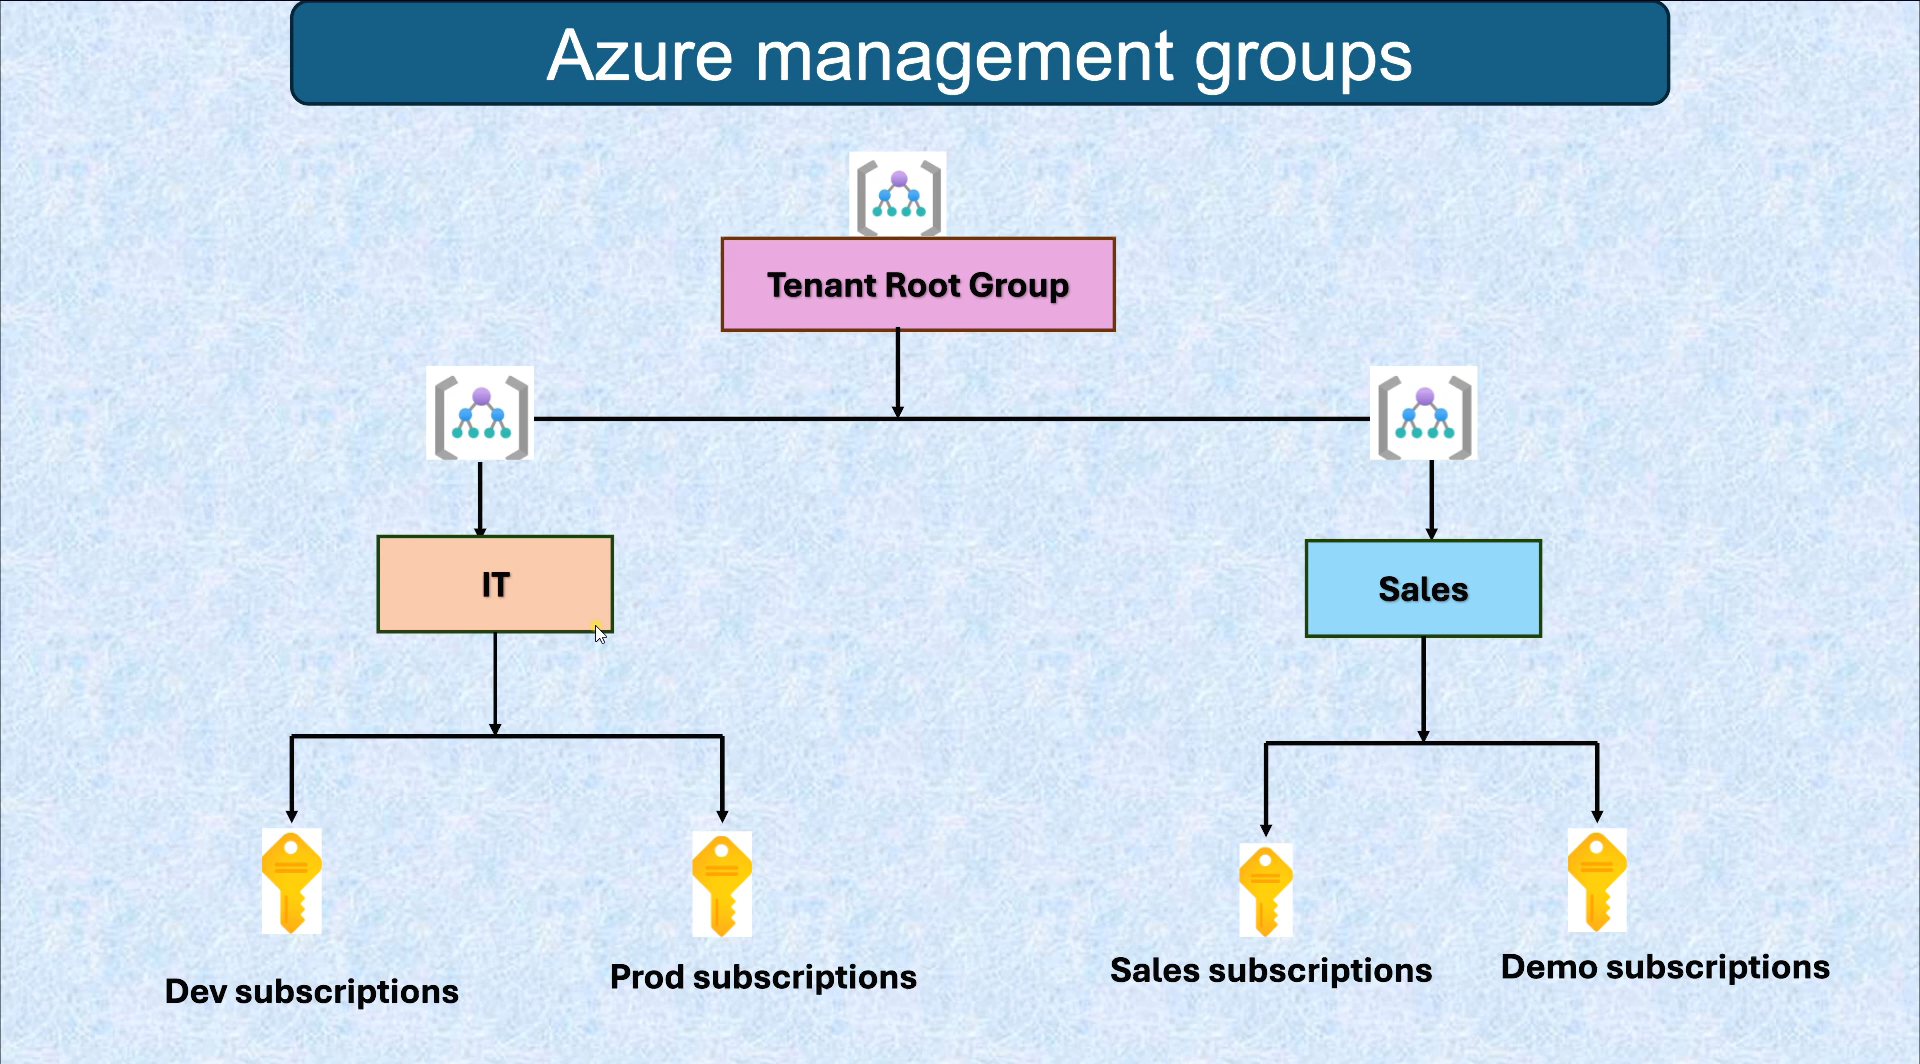 Azure management groups
Tenant Root Group
IT
Sales
Dev subscriptions
Prod subscriptions
Sales subscriptions
Demo subscriptions